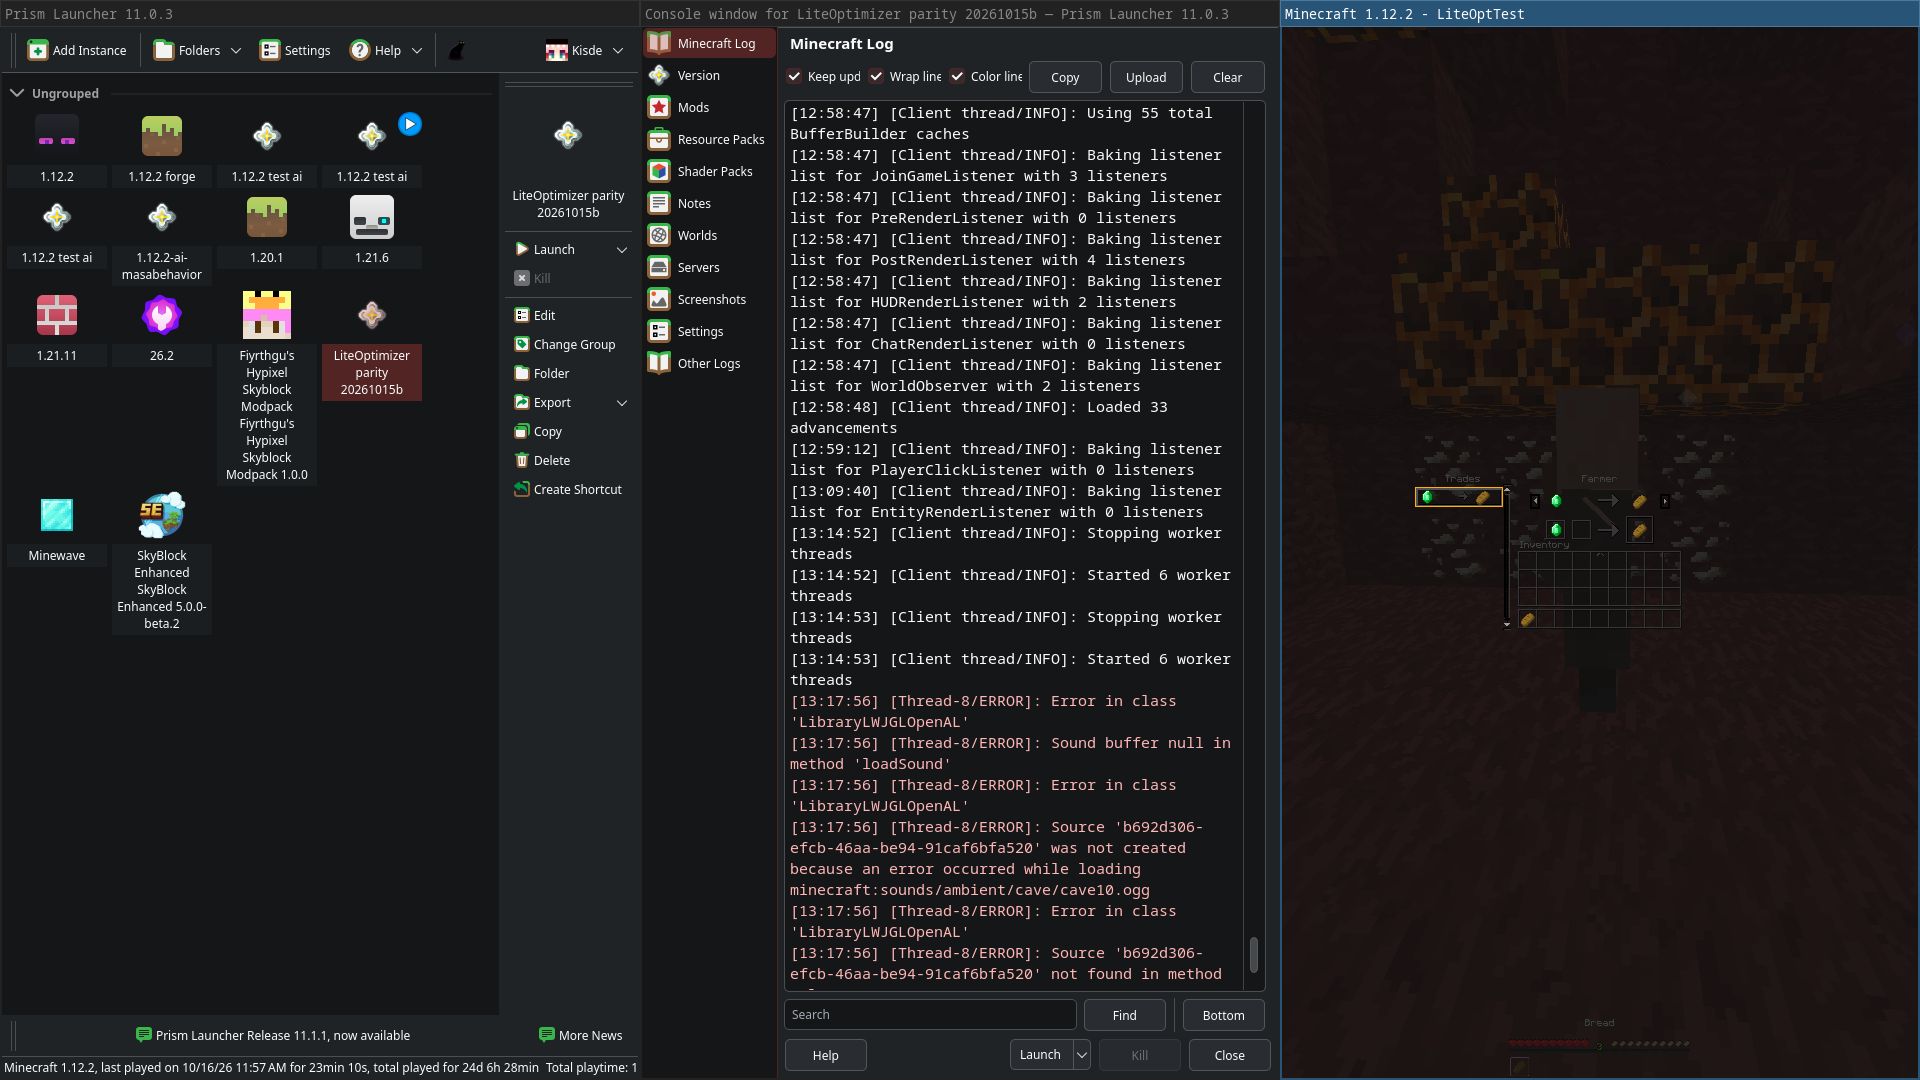 Prism Launcher 11.0.3
Add Instance
Folders
Settings
Help
Kisde
Ungrouped
1.12.2
1.12.2 forge
1.12.2 test ai
1.12.2 test ai
1.12.2 test ai
1.12.2-ai-
masabehavior
1.20.1
1.21.6
1.21.11
26.2
Fiyrthgu's
Hypixel
Skyblock
Modpack
Fiyrthgu's
Hypixel
Skyblock
Modpack 1.0.0
LiteOptimizer
parity
20261015b
Minewave
SkyBlock
Enhanced
SkyBlock
Enhanced 5.0.0-
beta.2
LiteOptimizer parity
20261015b
Launch
Kill
Edit
Change Group
Folder
Export
Copy
Delete
Create Shortcut
Prism Launcher Release 11.1.1, now available
More News
Minecraft 1.12.2, last played on 10/16/26 11:57 AM for 23min 10s, total played for 24d 6h 28min
Total playtime: 1
Console window for LiteOptimizer parity 20261015b — Prism Launcher 11.0.3
Minecraft Log
Version
Mods
Resource Packs
Shader Packs
Notes
Worlds
Servers
Screenshots
Settings
Other Logs
Minecraft Log
Keep upd
Wrap line
Color line
Copy
Upload
Clear
[12:58:47] [Client thread/INFO]: Using 55 total
BufferBuilder caches
[12:58:47] [Client thread/INFO]: Baking listener
list for JoinGameListener with 3 listeners
[12:58:47] [Client thread/INFO]: Baking listener
list for PreRenderListener with 0 listeners
[12:58:47] [Client thread/INFO]: Baking listener
list for PostRenderListener with 4 listeners
[12:58:47] [Client thread/INFO]: Baking listener
list for HUDRenderListener with 2 listeners
[12:58:47] [Client thread/INFO]: Baking listener
list for ChatRenderListener with 0 listeners
[12:58:47] [Client thread/INFO]: Baking listener
list for WorldObserver with 2 listeners
[12:58:48] [Client thread/INFO]: Loaded 33
advancements
[12:59:12] [Client thread/INFO]: Baking listener
list for PlayerClickListener with 0 listeners
[13:09:40] [Client thread/INFO]: Baking listener
list for EntityRenderListener with 0 listeners
[13:14:52] [Client thread/INFO]: Stopping worker
threads
[13:14:52] [Client thread/INFO]: Started 6 worker
threads
[13:14:53] [Client thread/INFO]: Stopping worker
threads
[13:14:53] [Client thread/INFO]: Started 6 worker
threads
[13:17:56] [Thread-8/ERROR]: Error in class
'LibraryLWJGLOpenAL'
[13:17:56] [Thread-8/ERROR]: Sound buffer null in
method 'loadSound'
[13:17:56] [Thread-8/ERROR]: Error in class
'LibraryLWJGLOpenAL'
[13:17:56] [Thread-8/ERROR]: Source 'b692d306-
efcb-46aa-be94-91caf6bfa520' was not created
because an error occurred while loading
minecraft:sounds/ambient/cave/cave10.ogg
[13:17:56] [Thread-8/ERROR]: Error in class
'LibraryLWJGLOpenAL'
[13:17:56] [Thread-8/ERROR]: Source 'b692d306-
efcb-46aa-be94-91caf6bfa520' not found in method
Search
Find
Bottom
Help
Launch
Kill
Close
Minecraft 1.12.2 - LiteOptTest
Trades
Farmer
Inventory
Bread
3